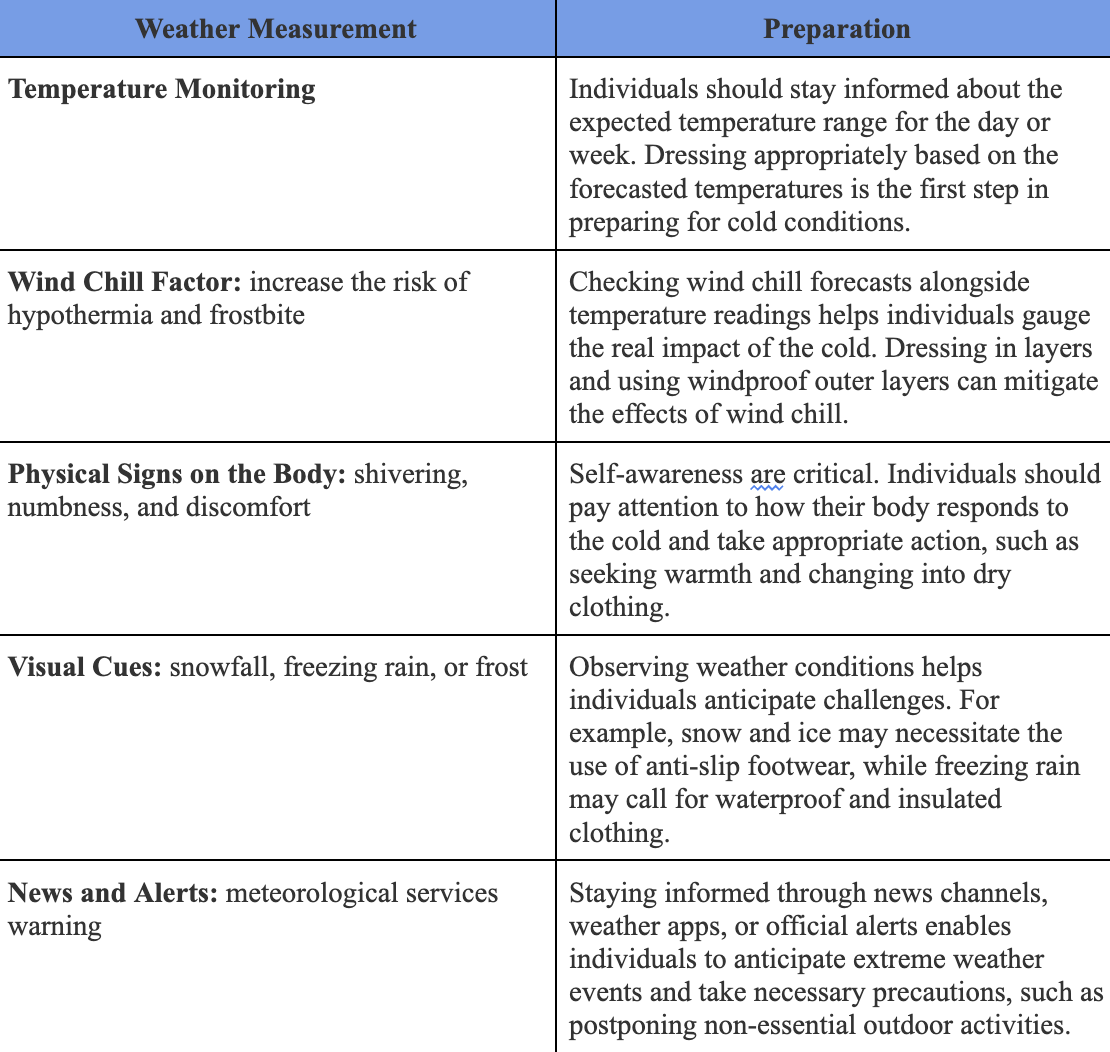 Weather Measurement
Preparation
Temperature Monitoring
Individuals should stay informed about the
expected temperature range for the day or
week. Dressing appropriately based on the
forecasted temperatures is the first step in
preparing for cold conditions.
Wind Chill Factor: increase the risk of
hypothermia and frostbite
Checking wind chill forecasts alongside
temperature readings helps individuals gauge
the real impact of the cold. Dressing in layers
and using windproof outer layers can mitigate
the effects of wind chill.
Physical Signs on the Body: shivering,
numbness, and discomfort
Self-awareness are critical. Individuals should
pay attention to how their body responds to
the cold and take appropriate action, such as
seeking warmth and changing into dry
clothing.
Visual Cues: snowfall, freezing rain, or frost
Observing weather conditions helps
individuals anticipate challenges. For
example, snow and ice may necessitate the
use of anti-slip footwear, while freezing rain
may call for waterproof and insulated
clothing.
News and Alerts: meteorological services
warning
Staying informed through news channels,
weather apps, or official alerts enables
individuals to anticipate extreme weather
events and take necessary precautions, such as
postponing non-essential outdoor activities.